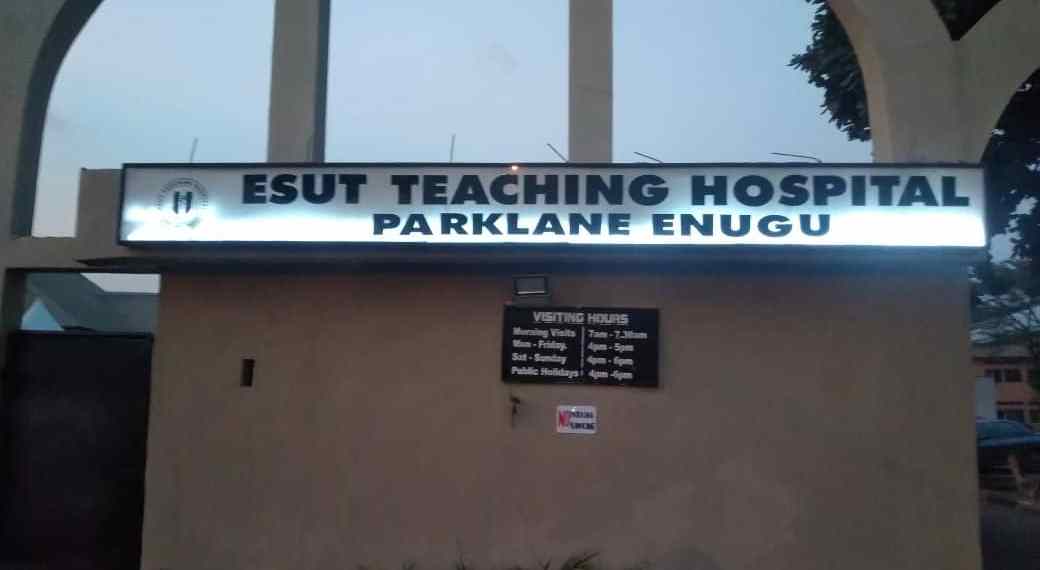 ESUT TEACHING HOSPITAL
PARKLANE ENUGU
VISITING HOURS
Morning Visits 7am - 7.30am
Mon - Friday. 4pm - 5pm
Sat - Sunday 4pm - 6pm
Public Holidays 4pm - 6pm
NO